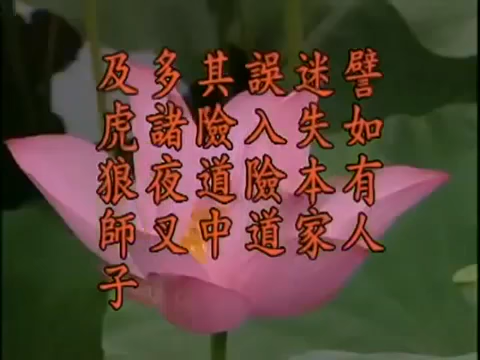 譬如有人
迷失本家
誤入險道
其險道中
多諸夜叉
及虎狼師子